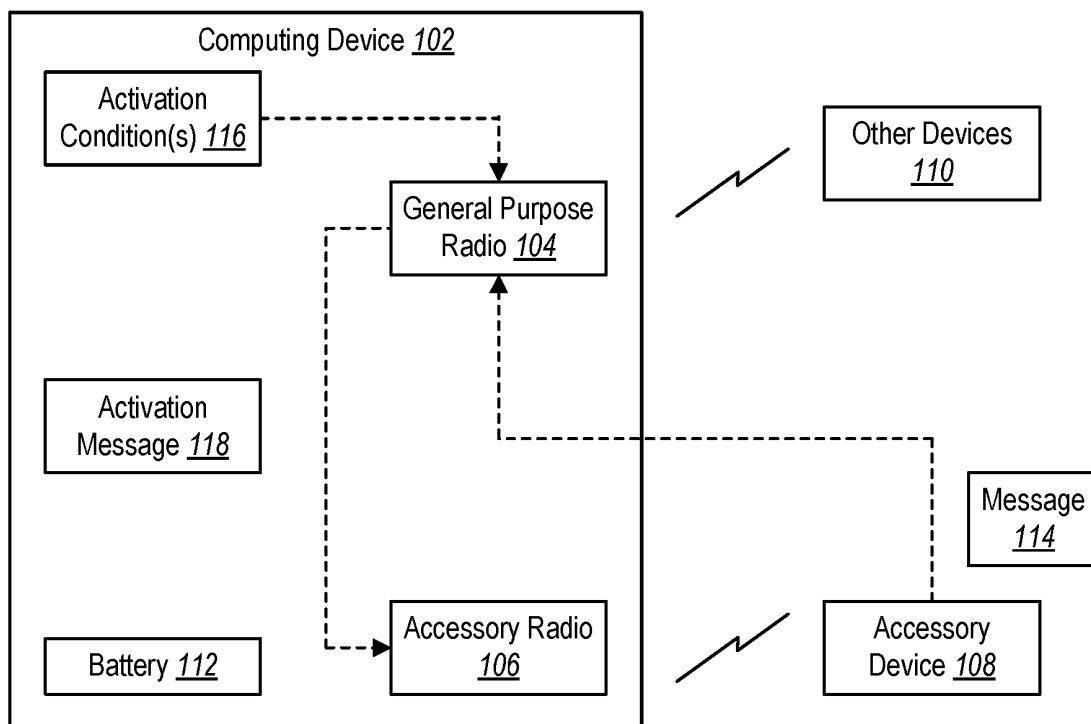 Computing Device 102
Activation
Condition(s) 116
Other Devices
110
General Purpose
Radio 104
Activation
Message 118
Message
114
Battery 112
Accessory Radio
106
Accessory
Device 108